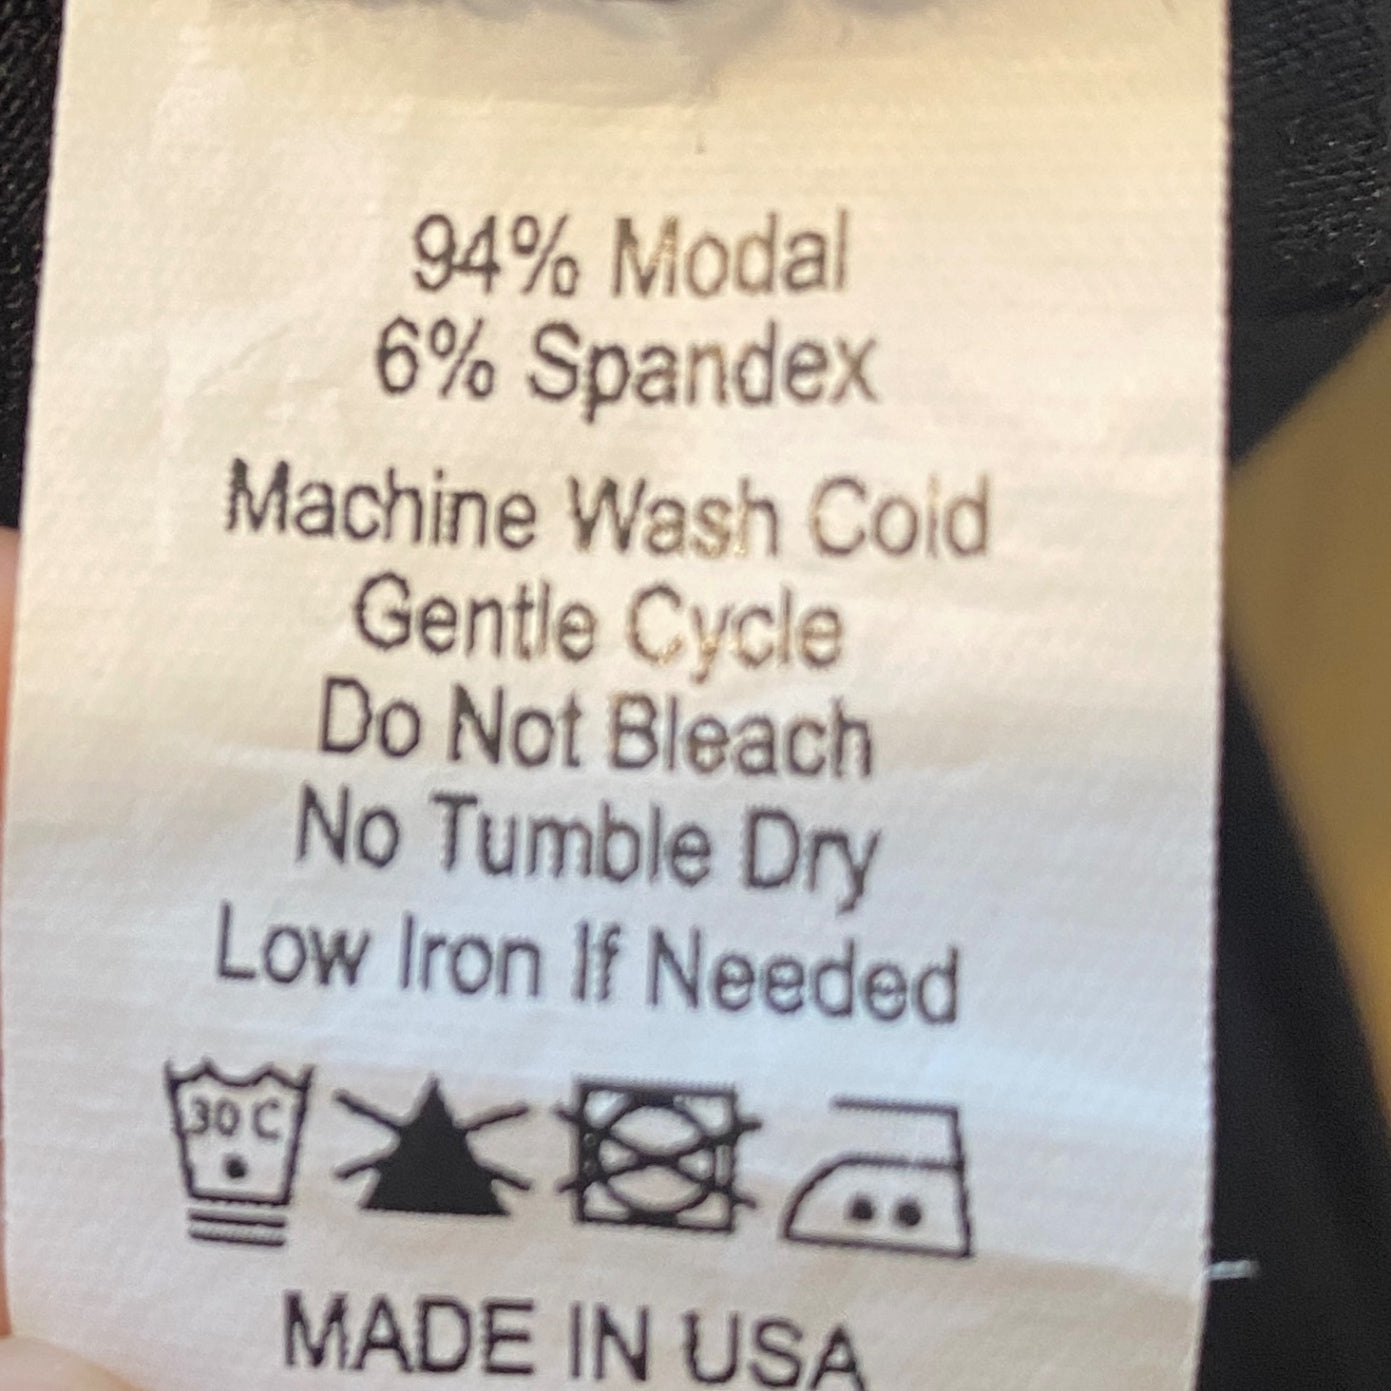 94% Modal
6% Spandex
Machine Wash Cold
Gentle Cycle
Do Not Bleach
No Tumble Dry
Low Iron If Needed
30 C
MADE IN USA